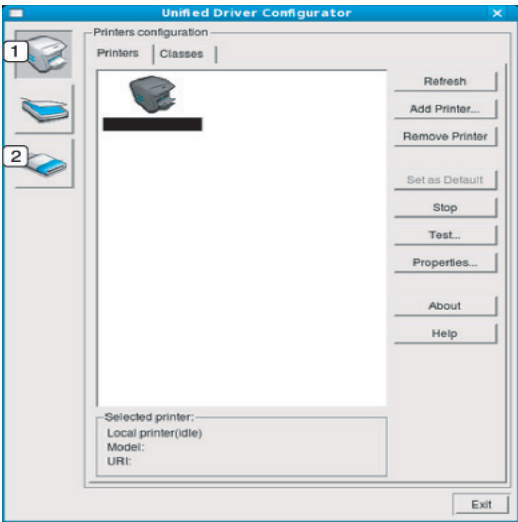 Unified Driver Configurator
Printers configuration
1
Printers
Classes
Refresh
Add Printer...
Remove Printer
2
Set as Default
Stop
Test...
Properties...
About
Help
Selected printer:
Local printer(idle)
Model:
URI:
Exit